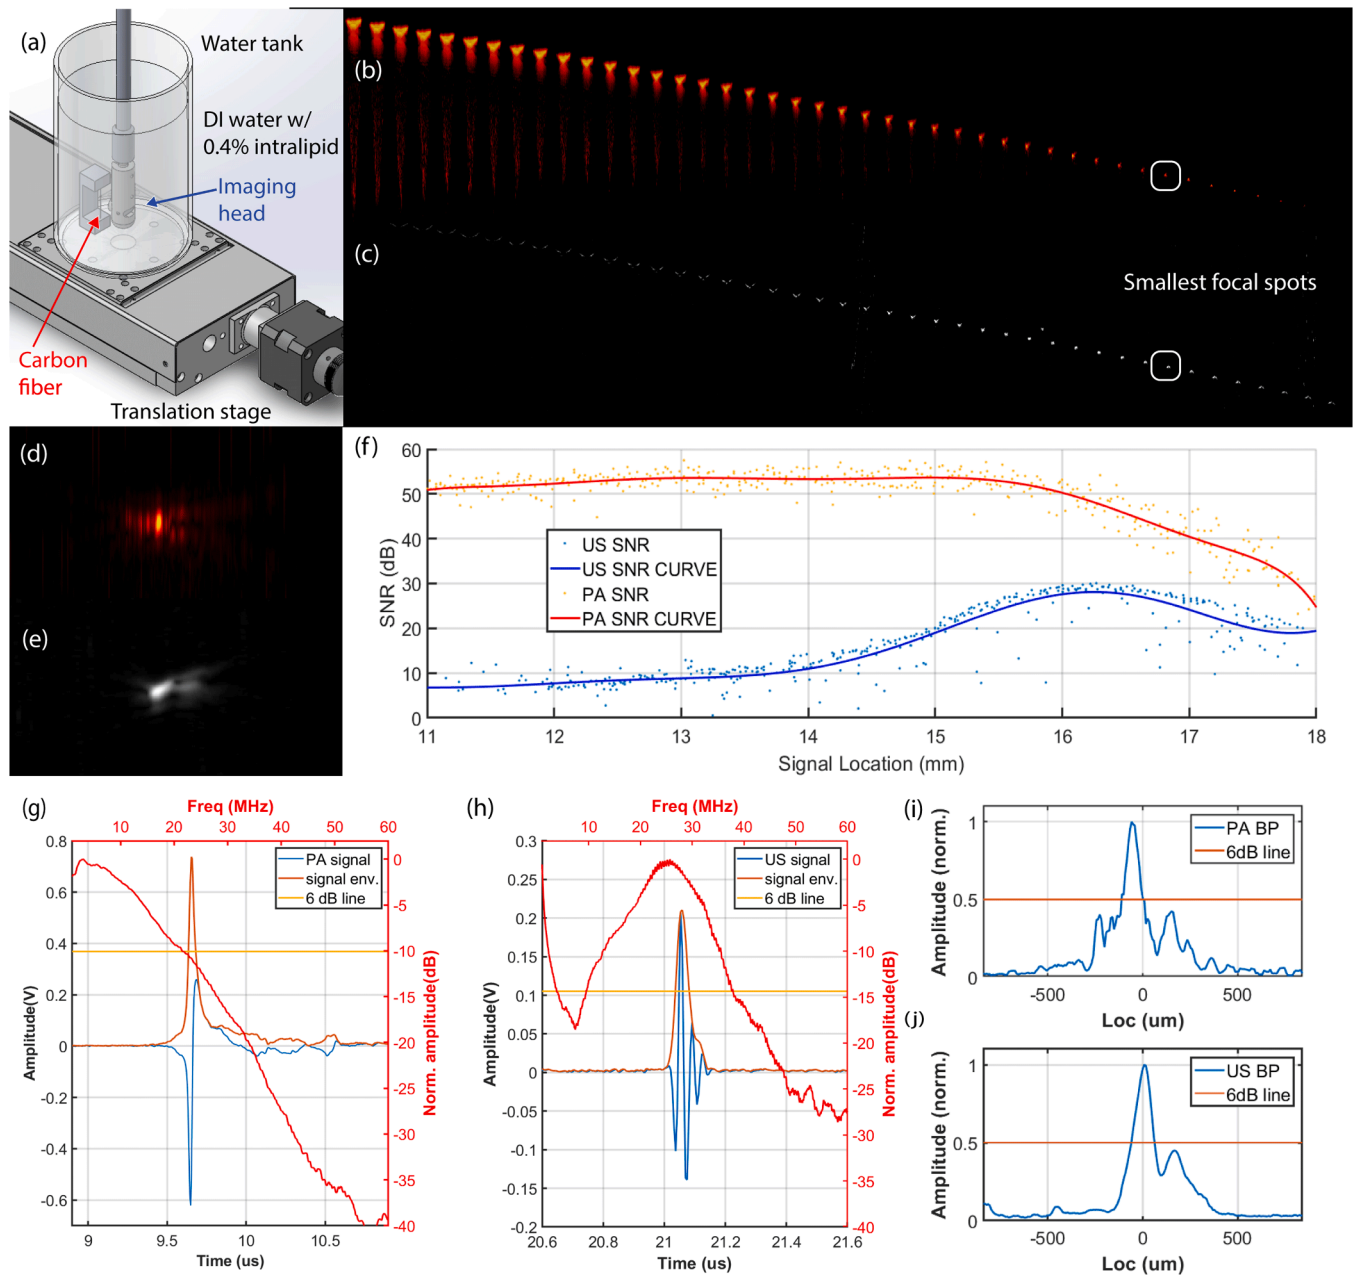 (a)
Water tank
DI water w/
0.4% intralipid
Imaging
head
Carbon
fiber
Translation stage
(b)
(c)
Smallest focal spots
(d)
(e)
(f)
60
50
40
30
20
10
0
SNR (dB)
US SNR
US SNR CURVE
PA SNR
PA SNR CURVE
11 12 13 14 15 16 17 18
Signal Location (mm)
(g)
Freq (MHz)
10 20 30 40 50 60
0.8
0.6
0.4
0.2
0
-0.2
-0.4
-0.6
Amplitude(V)
PA signal
signal env.
6 dB line
0
-5
-10
-15
-20
-25
-30
-35
-40
Norm. amplitude(dB)
9 9.5 10 10.5
Time (us)
(h)
Freq (MHz)
10 20 30 40 50 60
0.3
0.25
0.2
0.15
0.1
0.05
0
-0.05
-0.1
-0.15
-0.2
Amplitude(V)
US signal
signal env.
6 dB line
0
-5
-10
-15
-20
-25
-30
-35
-40
Norm. amplitude(dB)
20.6 20.8 21 21.2 21.4 21.6
Time (us)
(i)
1
0.5
0
Amplitude (norm.)
PA BP
6dB line
-500 0 500
Loc (um)
(j)
1
0.5
0
Amplitude (norm.)
US BP
6dB line
-500 0 500
Loc (um)